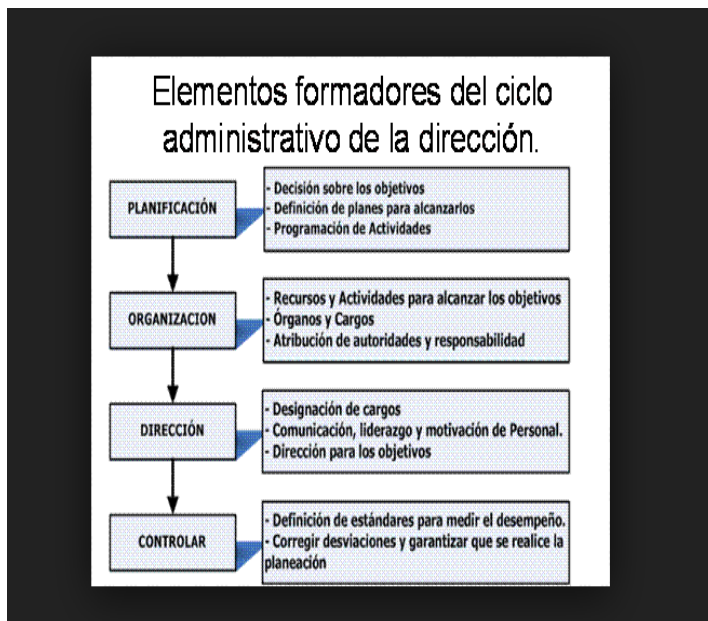 Elementos formadores del ciclo
administrativo de la dirección.
PLANIFICACIÓN
- Decisión sobre los objetivos
- Definición de planes para alcanzarlos
- Programación de Actividades
ORGANIZACION
- Recursos y Actividades para alcanzar los objetivos
- Órganos y Cargos
- Atribución de autoridades y responsabilidad
DIRECCIÓN
- Designación de cargos
- Comunicación, liderazgo y motivación de Personal.
- Dirección para los objetivos
CONTROLAR
- Definición de estándares para medir el desempeño.
- Corregir desviaciones y garantizar que se realice la
planeación